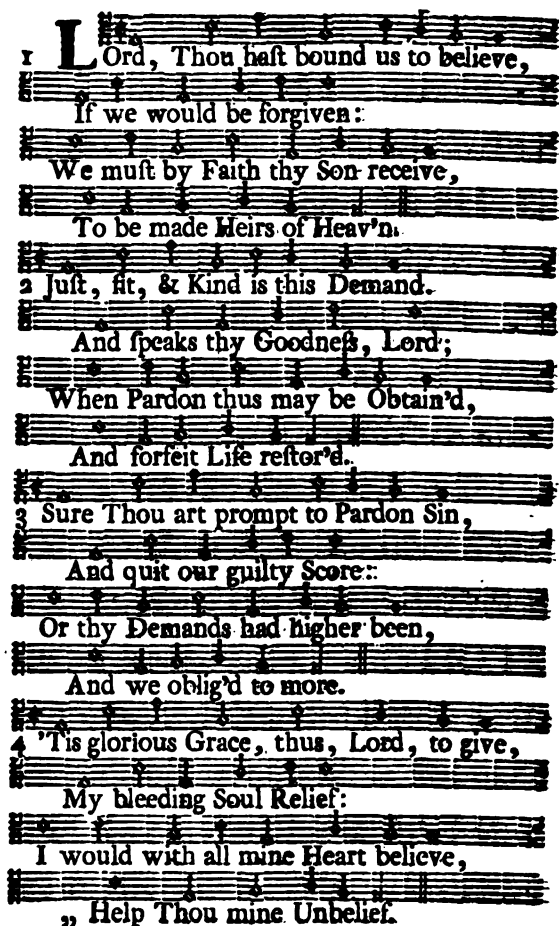 1 LOrd, Thou haſt bound us to believe,
If we would be forgiven:
We muſt by Faith thy Son receive,
To be made Heirs of Heav'n.
2 Juſt, fit, & Kind is this Demand.
And ſpeaks thy Goodneſs, Lord;
When Pardon thus may be Obtain'd,
And forfeit Life reſtor'd.
3 Sure Thou art prompt to Pardon Sin,
And quit our guilty Score:
Or thy Demands had higher been,
And we oblig'd to more.
4 'Tis glorious Grace, thus, Lord, to give,
My bleeding Soul Relief:
I would with all mine Heart believe,
„ Help Thou mine Unbelief.